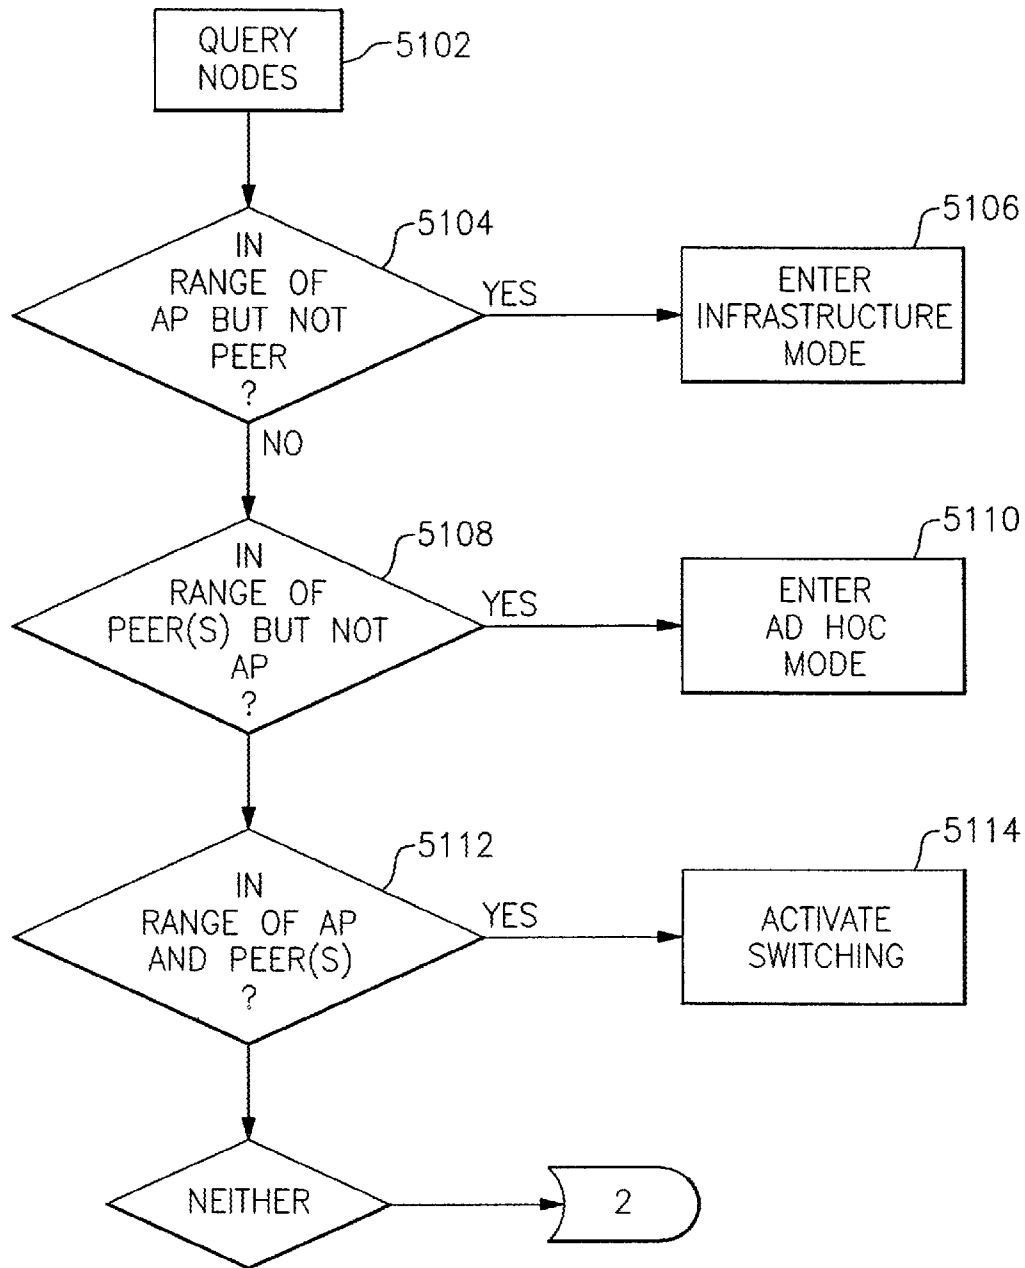 QUERY
NODES
5102
IN
RANGE OF
AP BUT NOT
PEER
?
5104
YES
5106
ENTER
INFRASTRUCTURE
MODE
NO
IN
RANGE OF
PEER(S) BUT NOT
AP
?
5108
YES
5110
ENTER
AD HOC
MODE
IN
RANGE OF AP
AND PEER(S)
?
5112
YES
5114
ACTIVATE
SWITCHING
NEITHER
2